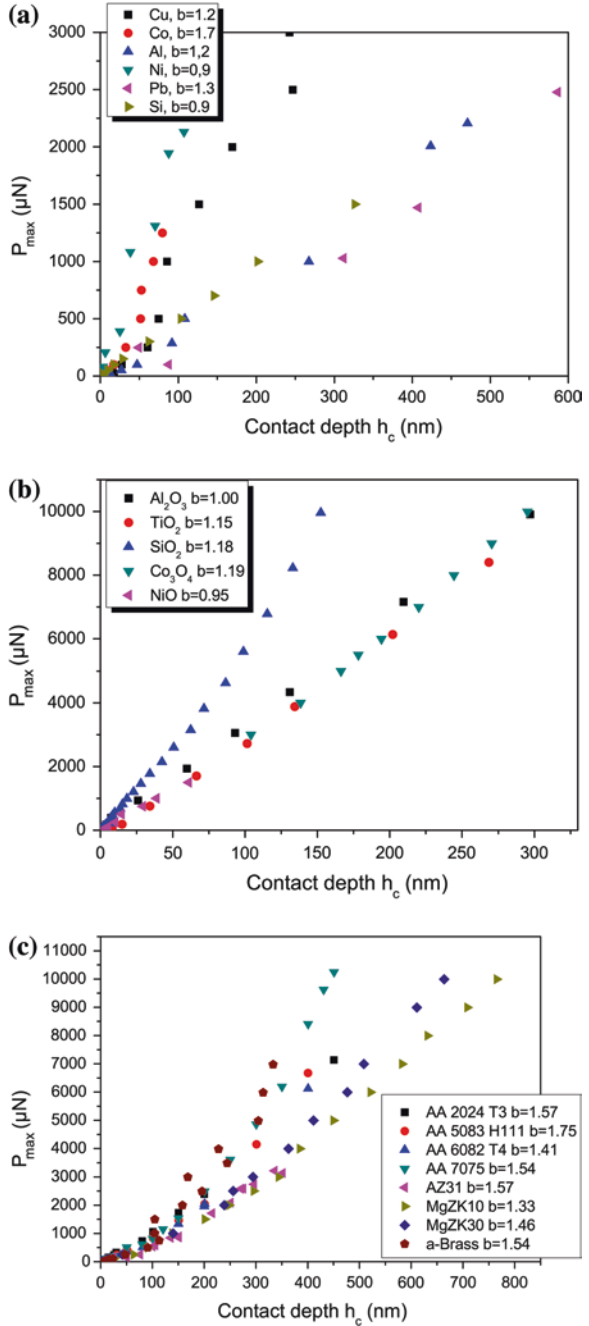 (a)
Cu, b=1.2
Co, b=1.7
Al, b=1,2
Ni, b=0,9
Pb, b=1.3
Si, b=0.9
3000
2500
2000
1500
1000
500
0
P_max (μN)
0 100 200 300 400 500 600
Contact depth h_c (nm)
(b)
Al₂O₃ b=1.00
TiO₂ b=1.15
SiO₂ b=1.18
Co₃O₄ b=1.19
NiO b=0.95
10000
8000
6000
4000
2000
0
P_max (μN)
0 50 100 150 200 250 300
Contact depth h_c (nm)
(c)
11000
10000
9000
8000
7000
6000
5000
4000
3000
2000
1000
0
P_max (μN)
AA 2024 T3 b=1.57
AA 5083 H111 b=1.75
AA 6082 T4 b=1.41
AA 7075 b=1.54
AZ31 b=1.57
MgZK10 b=1.33
MgZK30 b=1.46
a-Brass b=1.54
0 100 200 300 400 500 600 700 800
Contact depth h_c (nm)